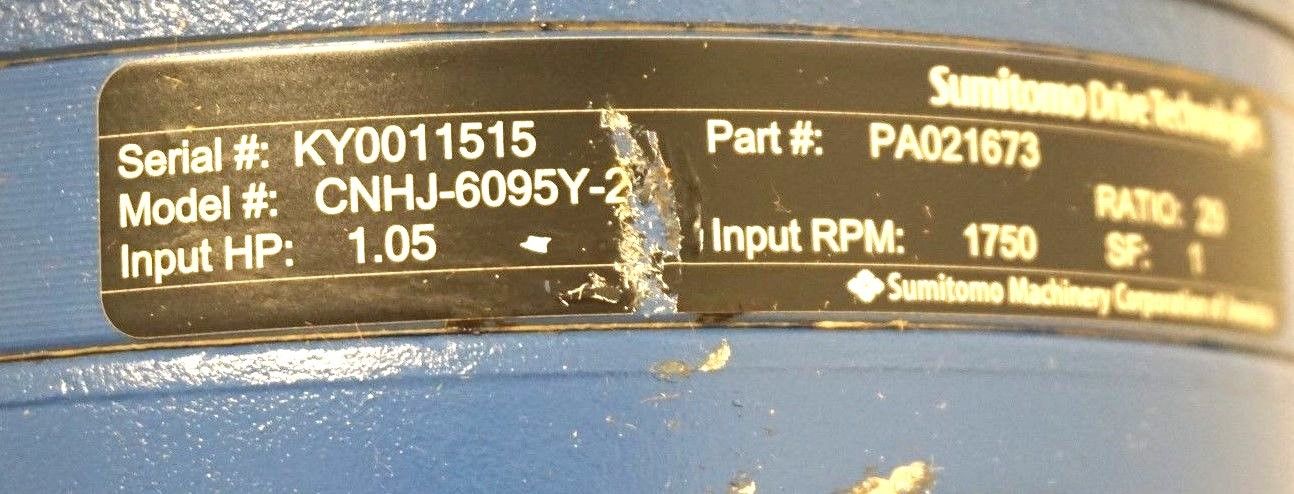 Sumitomo Drive Technologies
Serial #: KY0011515 Part #: PA021673
Model #: CNHJ-6095Y-2 RATIO: 29
Input HP: 1.05 Input RPM: 1750 SF: 1
Sumitomo Machinery Corporation of America